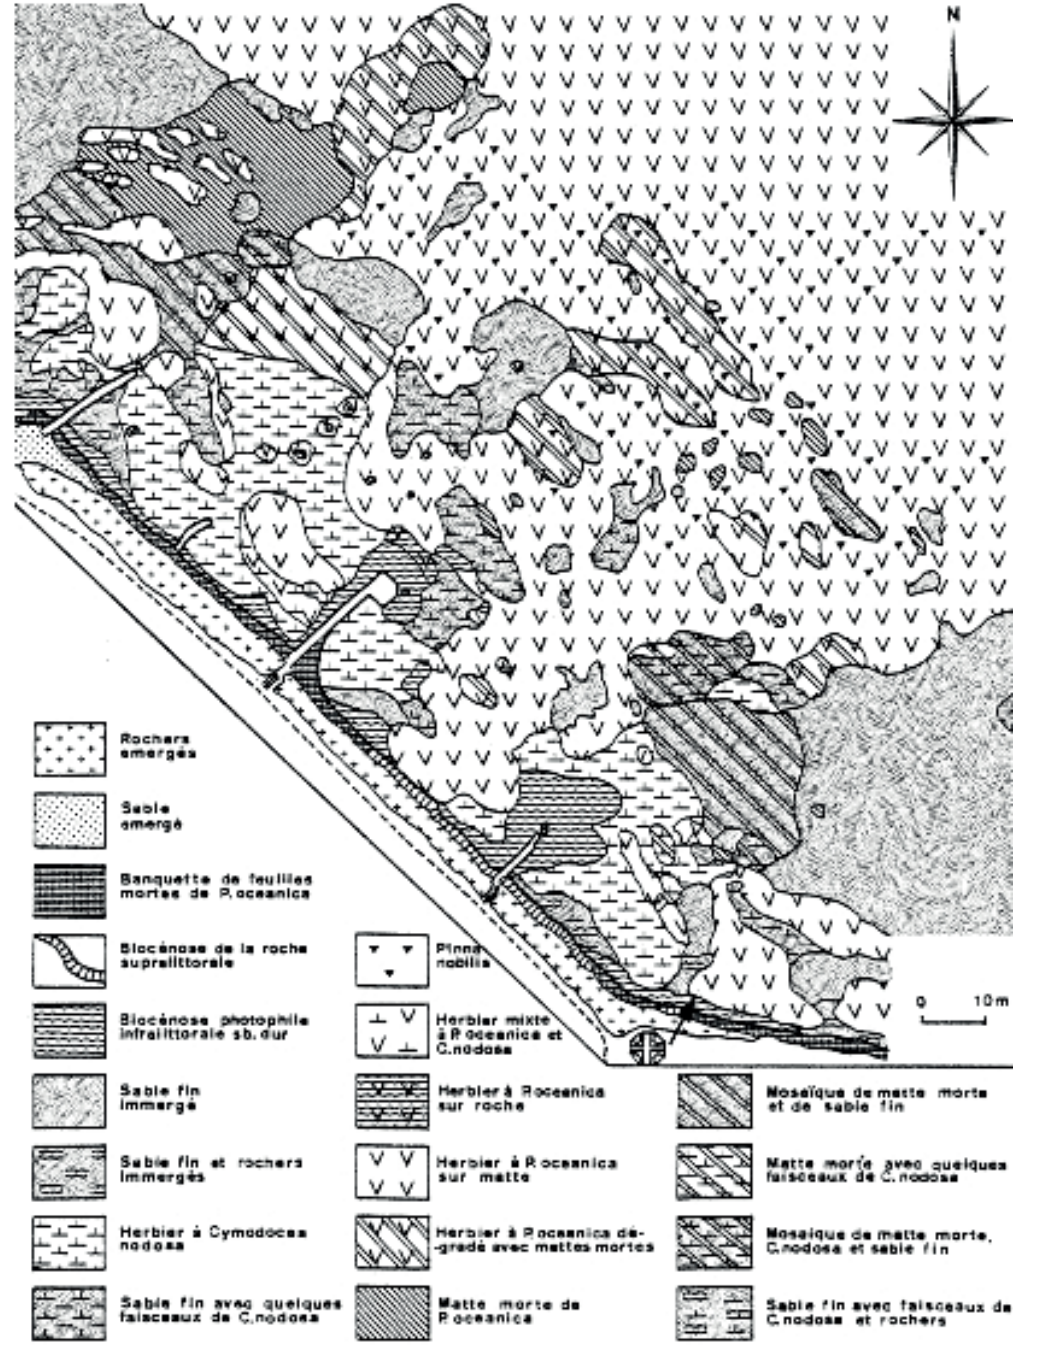 N
Rochers
emergés
Sable
emergé
Banquette de feuilles
mortes de P.oceanica
Biocénose de la roche
supralittorale
Biocénose photophile
infralittorale sb. dur
Sable fin
immergé
Sable fin et rochers
immergés
Herbier à Cymodocea
nodosa
Sable fin avec quelques
faisceaux de C.nodosa
Pinna
nobilis
Herbier mixte
à P.oceanica et
C.nodosa
Herbier à P.oceanica
sur roche
Herbier à P.oceanica
sur matte
Herbier à P.oceanica dé-
-gradé avec mattes mortes
Matte morte de
P.oceanica
0 10m
Mosaïque de matte morte
et de sable fin
Matte morte avec quelques
faisceaux de C.nodosa
Mosaique de matte morte,
C.nodosa et sable fin
Sable fin avec faisceaux de
C.nodosa et rochers